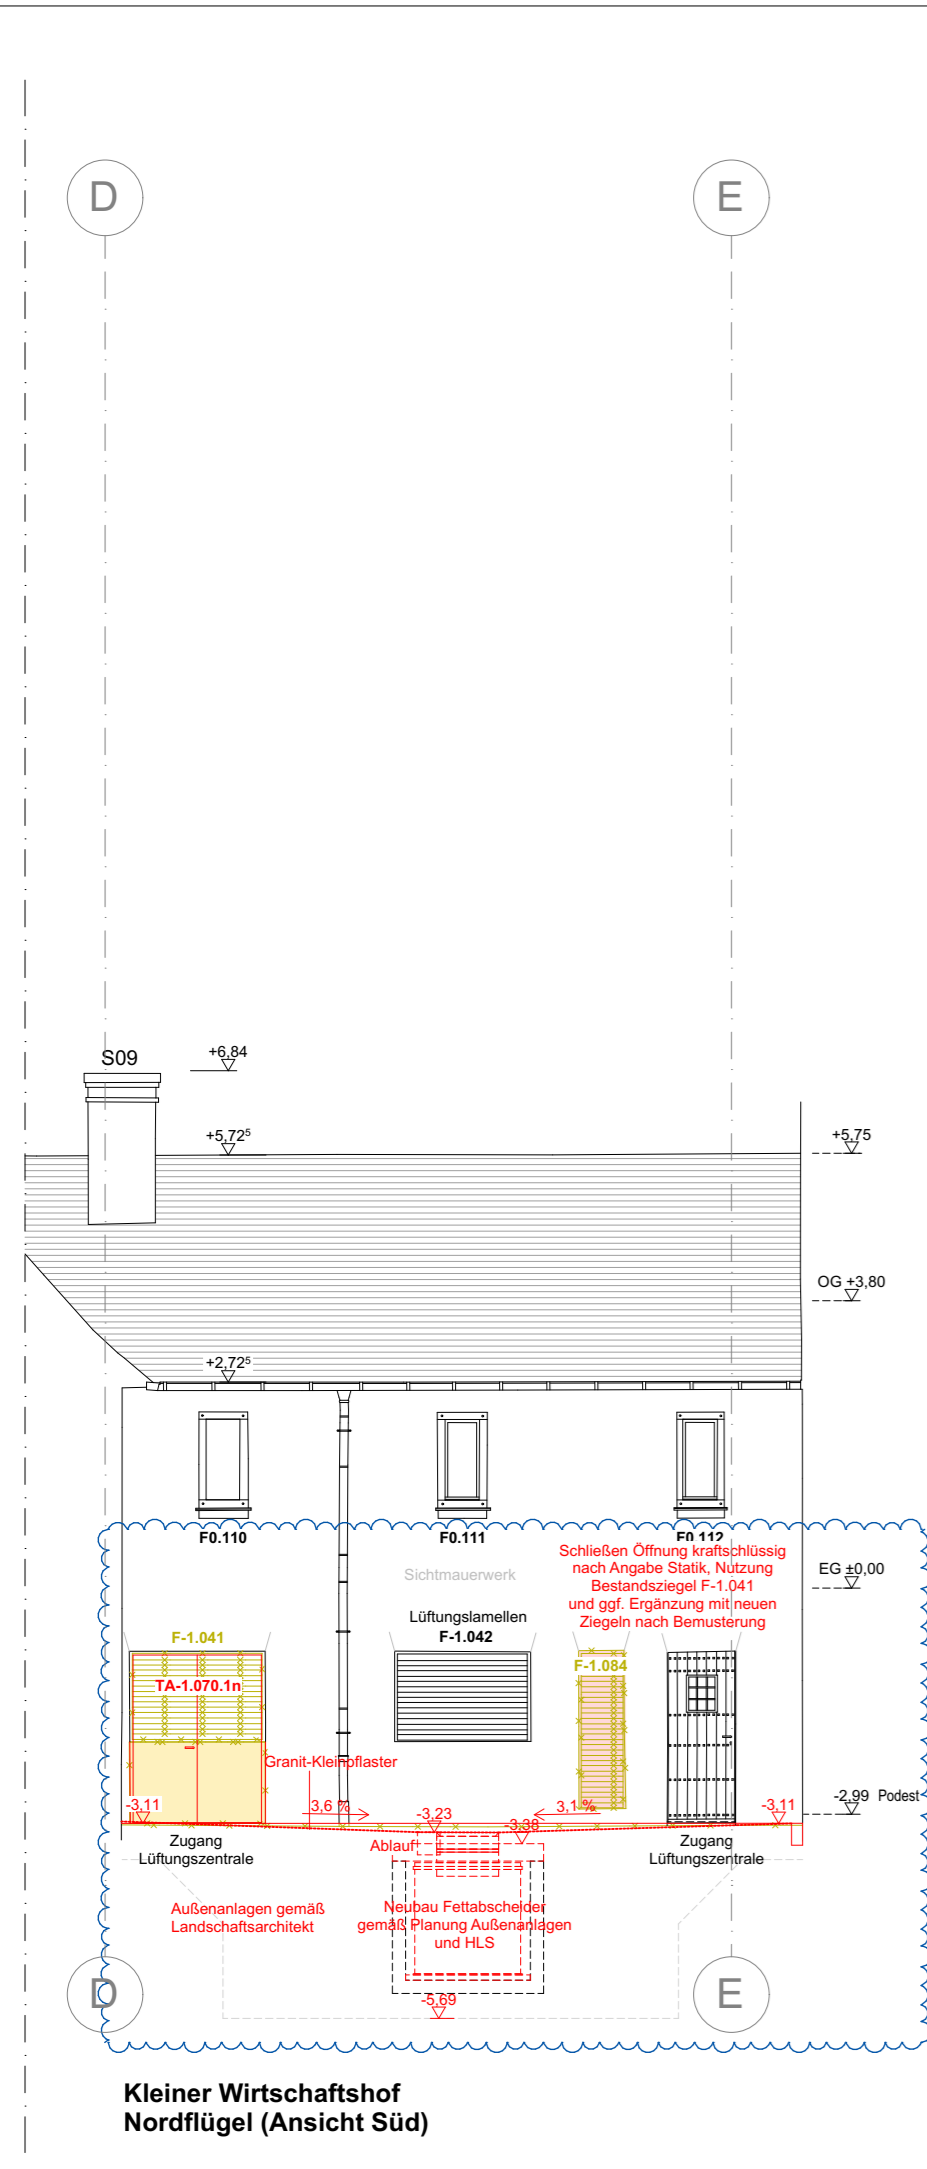 D
E
S09
+6,84
+5,72⁵
+5,75
OG +3,80
+2,72⁵
F0.110
F0.111
F0.112
Schließen Öffnung kraftschlüssig
nach Angabe Statik, Nutzung
Bestandsziegel F-1.041
und ggf. Ergänzung mit neuen
Ziegeln nach Bemusterung
EG ±0,00
Sichtmauerwerk
Lüftungslamellen
F-1.042
F-1.041
F-1.084
TA-1.070.1n
Granit-Kleinpflaster
-3,11
3,6 %
-3,23
-3,38
3,1 %
-3,11
-2,99 Podest
Zugang
Lüftungszentrale
Ablauf
Zugang
Lüftungszentrale
Außenanlagen gemäß
Landschaftsarchitekt
Neubau Fettabscheider
gemäß Planung Außenanlagen
und HLS
-5,69
D
E
Kleiner Wirtschaftshof
Nordflügel (Ansicht Süd)